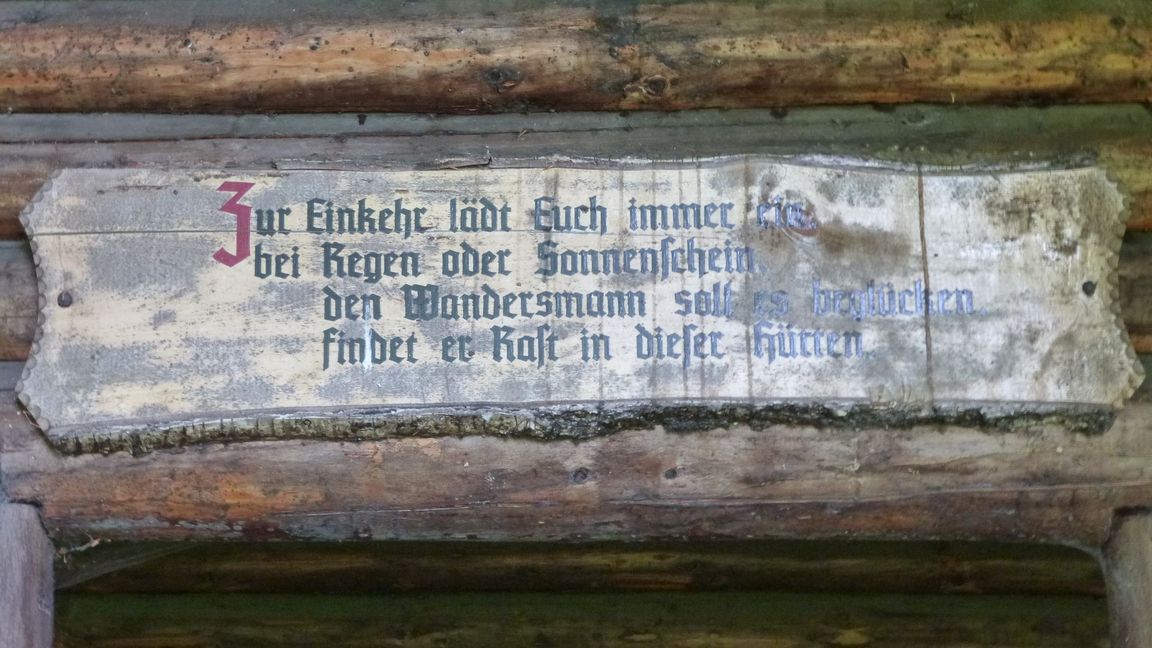 Zur Einkehr lädt Euch immer ein,
bei Regen oder Sonnenschein.
den Wandersmann soll es beglücken,
findet er Rast in dieser Hütten.